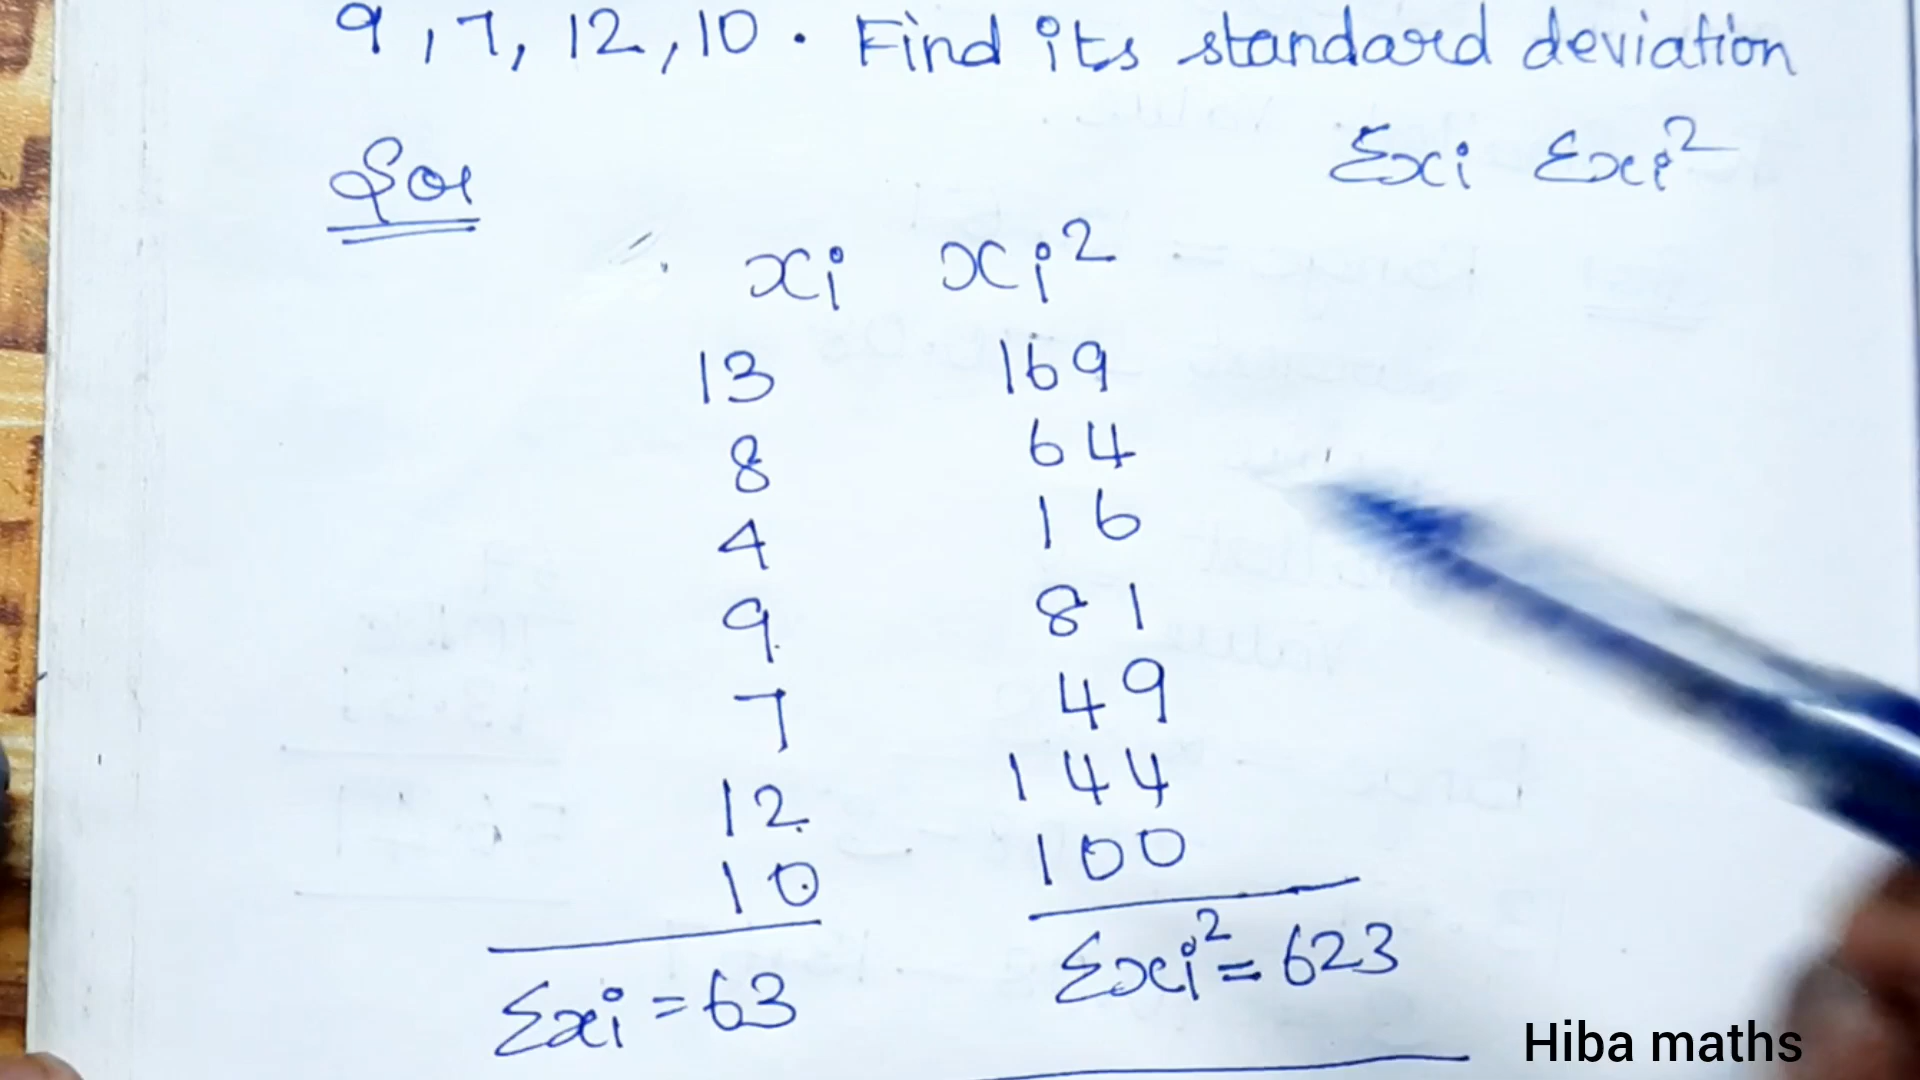 9, 7, 12, 10. Find its standard deviation
Σxi Σxi²
Sol
xi xi²
13 169
8 64
4 16
9 81
7 49
12 144
10 100
Σxi = 63 Σxi² = 623
Hiba maths